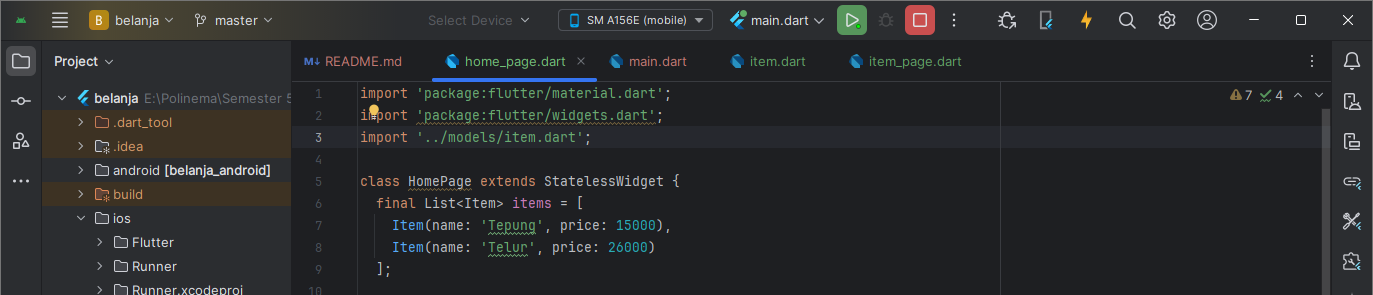 B belanja master Select Device SM A156E (mobile) main.dart
Project M↓ README.md home_page.dart main.dart item.dart item_page.dart
belanja E:\Polinema\Semester 5
.dart_tool
.idea
android [belanja_android]
build
ios
Flutter
Runner
Runner.xcodeproj
7 4
1 import 'package:flutter/material.dart';
2 import 'package:flutter/widgets.dart';
3 import '../models/item.dart';
4
5 class HomePage extends StatelessWidget {
6 final List<Item> items = [
7 Item(name: 'Tepung', price: 15000),
8 Item(name: 'Telur', price: 26000)
9 ];
10